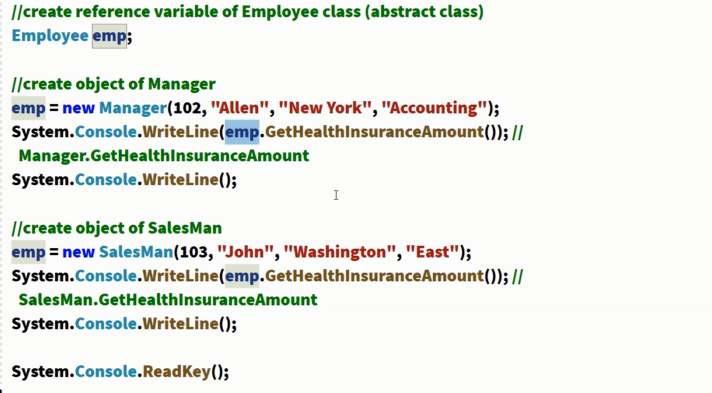 //create reference variable of Employee class (abstract class)
Employee emp;
//create object of Manager
emp = new Manager(102, "Allen", "New York", "Accounting");
System.Console.WriteLine(emp.GetHealthInsuranceAmount()); //
Manager.GetHealthInsuranceAmount
System.Console.WriteLine();
//create object of SalesMan
emp = new SalesMan(103, "John", "Washington", "East");
System.Console.WriteLine(emp.GetHealthInsuranceAmount()); //
SalesMan.GetHealthInsuranceAmount
System.Console.WriteLine();
System.Console.ReadKey();